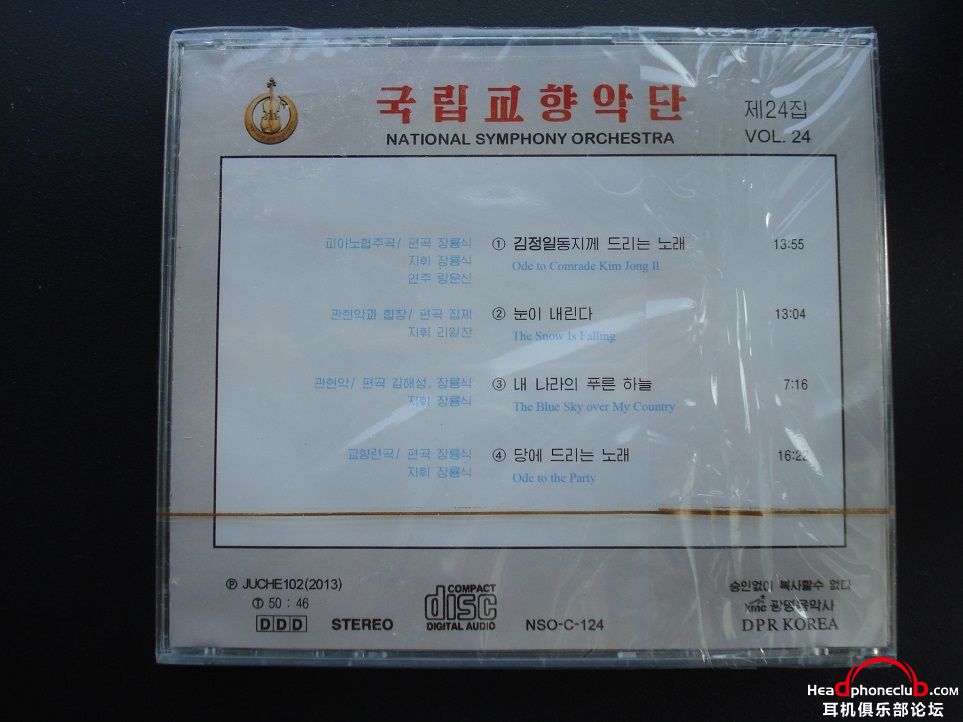 국립교향악단
NATIONAL SYMPHONY ORCHESTRA
제24집
VOL. 24
피아노협주곡/ 편곡 장룡식
지휘 장룡식
연주
① 김정일동지께 드리는 노래 13:55
Ode to Comrade Kim Jong Il
관현악과 합창/ 편곡 집체
지휘 리일찬
② 눈이 내린다 13:04
The Snow Is Falling
관현악/ 편곡 김해성, 장룡식
지휘 장룡식
③ 내 나라의 푸른 하늘 7:16
The Blue Sky over My Country
교향련곡/ 편곡 장룡식
지휘 장룡식
④ 당에 드리는 노래 16:22
Ode to the Party
Ⓟ JUCHE102(2013)
Ⓣ 50 : 46
DDD
STEREO
COMPACT
disc
DIGITAL AUDIO
NSO-C-124
승인없이 복사할수 없다
kmc 광명음악사
DPR KOREA
Headphoneclub.com
耳机俱乐部论坛